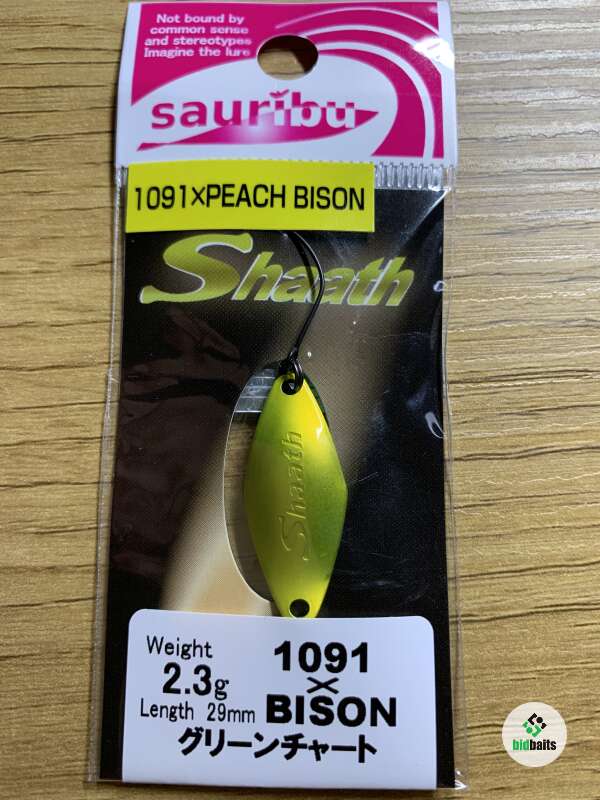 Not bound by
common sense
and stereotypes
Imagine the lure
sauribu
1091×PEACH BISON
Shaath
Shaath
Weight
2.3g
Length 29mm
1091
×
BISON
グリーンチャート
bidbaits